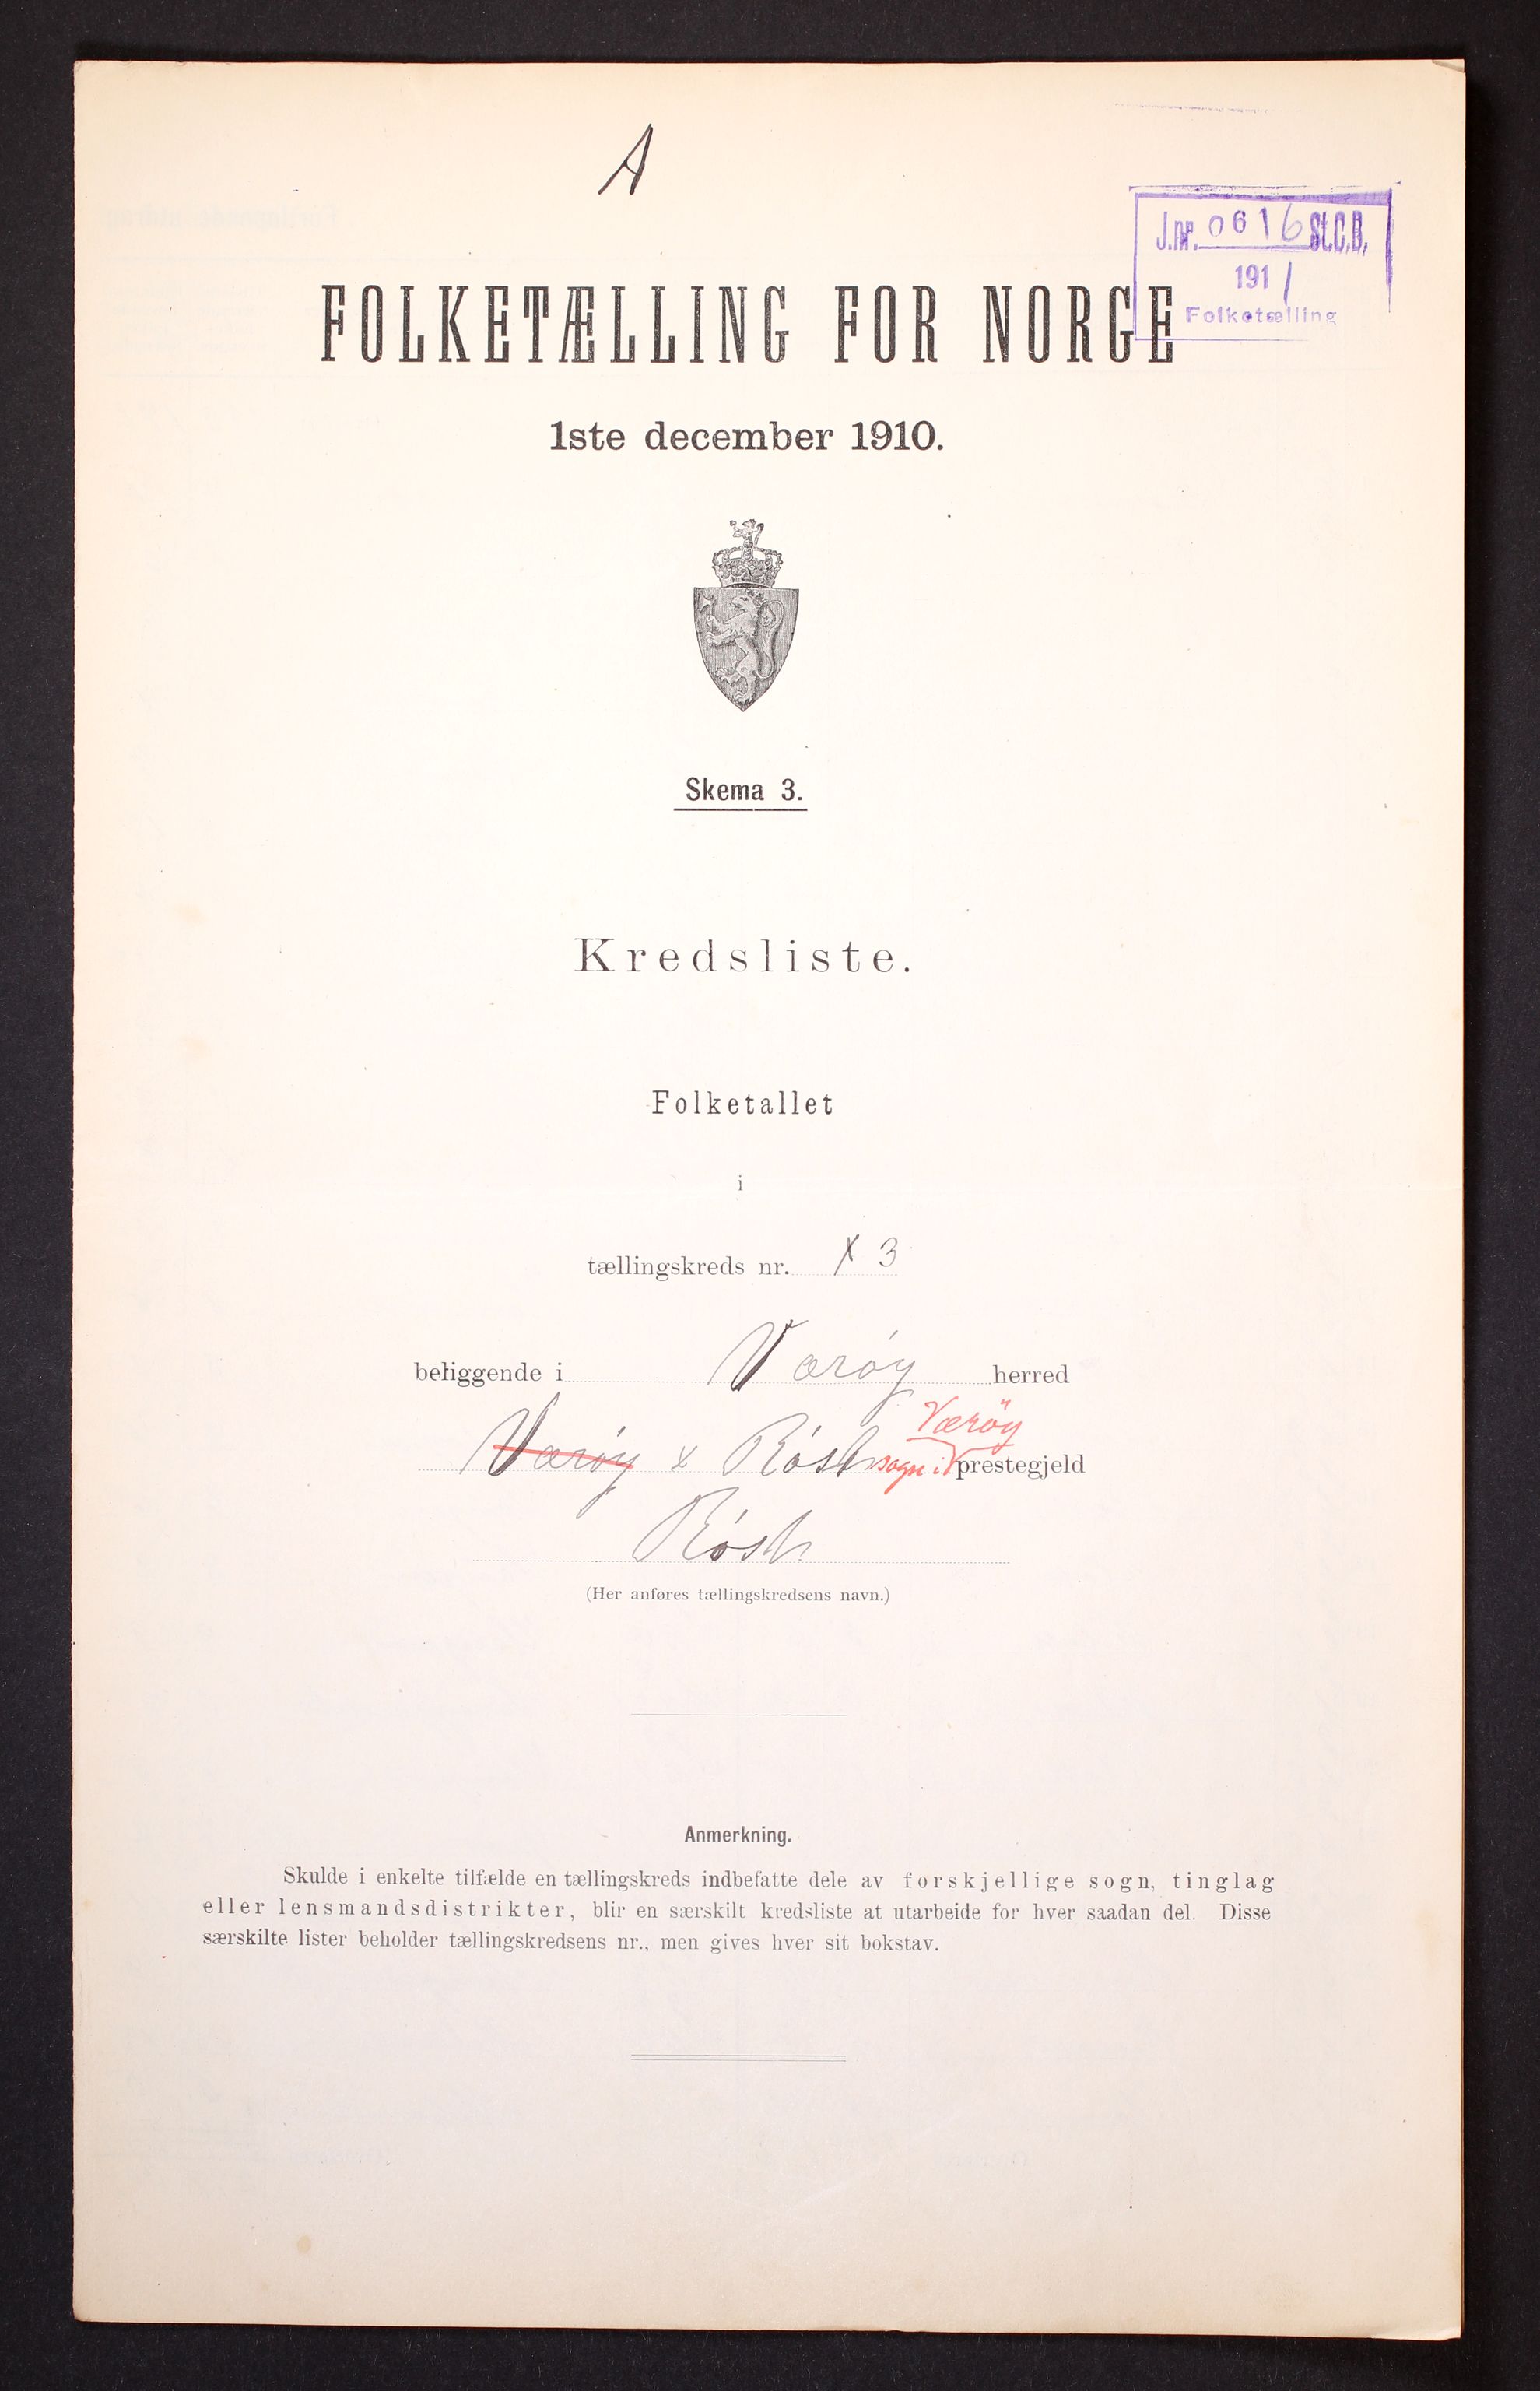 A
J.nr. 0616 St.C.B.
1911
Folketælling
FOLKETÆLLING FOR NORGE
1ste december 1910.
Skema 3.
Kredsliste.
Folketallet
i
tællingskreds nr. X 3
beliggende i Værøy herred
Værøy
Værøy x Røst sogn i prestegjeld
Røst
(Her anføres tællingskredsens navn.)
Anmerkning.
Skulde i enkelte tilfælde en tællingskreds indbefatte dele av forskjellige sogn, tinglag
eller lensmandsdistrikter, blir en særskilt kredsliste at utarbeide for hver saadan del. Disse
særskilte lister beholder tællingskredsens nr., men gives hver sit bokstav.